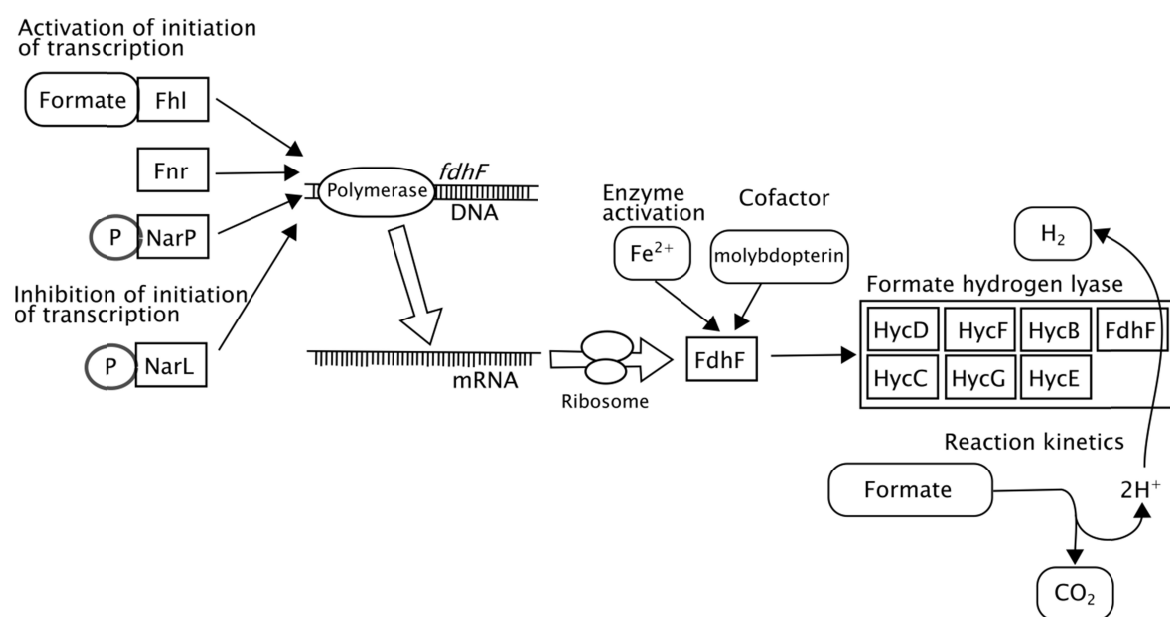 Activation of initiation
of transcription
Formate Fhl
Fnr
P NarP
Inhibition of initiation
of transcription
P NarL
Polymerase
fdhF
DNA
mRNA
Ribosome
Enzyme
activation
Fe²⁺
Cofactor
molybdopterin
FdhF
H₂
Formate hydrogen lyase
HycD HycF HycB FdhF
HycC HycG HycE
Reaction kinetics
Formate
2H⁺
CO₂